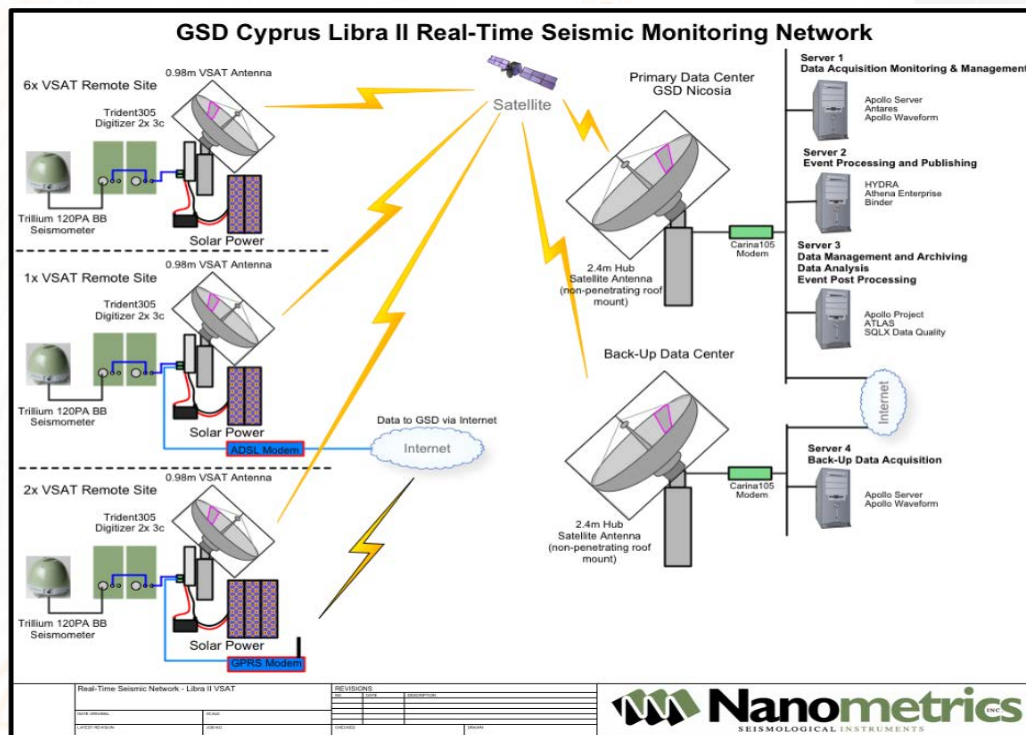 GSD Cyprus Libra II Real-Time Seismic Monitoring Network
6x VSAT Remote Site
0.98m VSAT Antenna
Trident305
Digitizer 2x 3c
Trillium 120PA BB
Seismometer
Solar Power
1x VSAT Remote Site
0.98m VSAT Antenna
Trident305
Digitizer 2x 3c
Trillium 120PA BB
Seismometer
Solar Power
ADSL Modem
2x VSAT Remote Site
0.98m VSAT Antenna
Trident305
Digitizer 2x 3c
Trillium 120PA BB
Seismometer
Solar Power
GPRS Modem
Satellite
Data to GSD via Internet
Internet
Primary Data Center
GSD Nicosia
2.4m Hub
Satellite Antenna
(non-penetrating roof
mount)
Carina105
Modem
Back-Up Data Center
2.4m Hub
Satellite Antenna
(non-penetrating roof
mount)
Carina105
Modem
Server 1
Data Acquisition Monitoring & Management
Apollo Server
Antares
Apollo Waveform
Server 2
Event Processing and Publishing
HYDRA
Athena Enterprise
Binder
Server 3
Data Management and Archiving
Data Analysis
Event Post Processing
Apollo Project
ATLAS
SQLX Data Quality
Internet
Server 4
Back-Up Data Acquisition
Apollo Server
Apollo Waveform
Real-Time Seismic Network - Libra II VSAT
REVISIONS
NO
DATE
DESCRIPTION
Nanometrics INC
SEISMOLOGICAL INSTRUMENTS